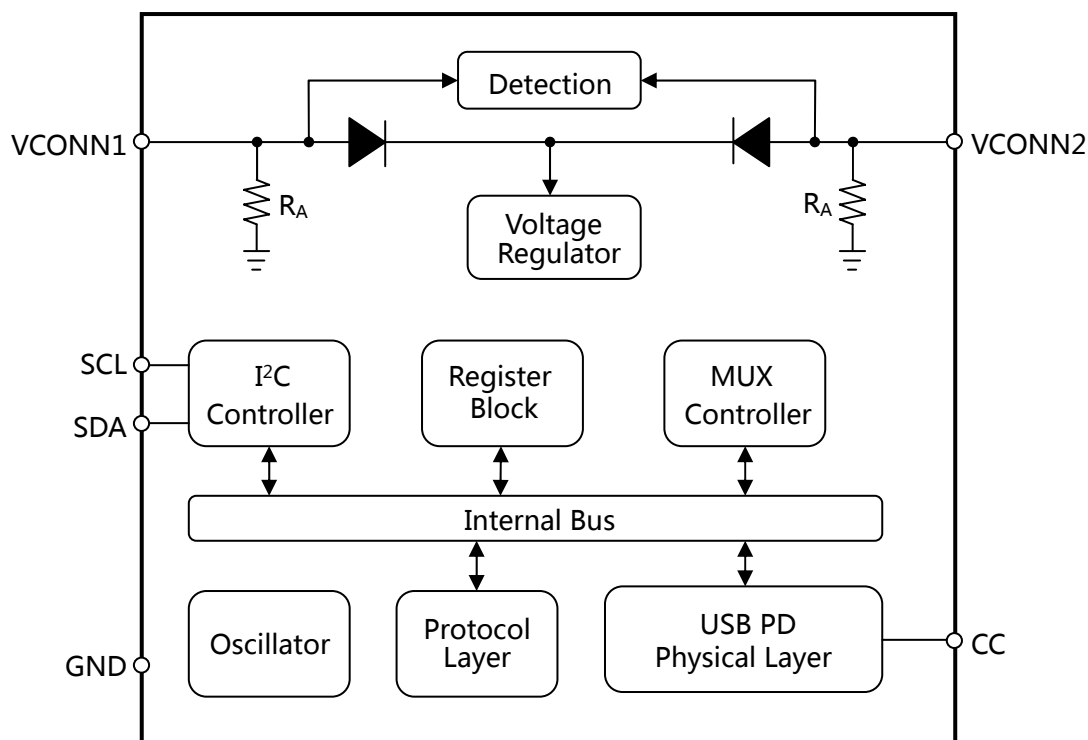 Detection
VCONN1
VCONN2
RA
RA
Voltage
Regulator
SCL
SDA
I²C
Controller
Register
Block
MUX
Controller
Internal Bus
Oscillator
Protocol
Layer
USB PD
Physical Layer
GND
CC